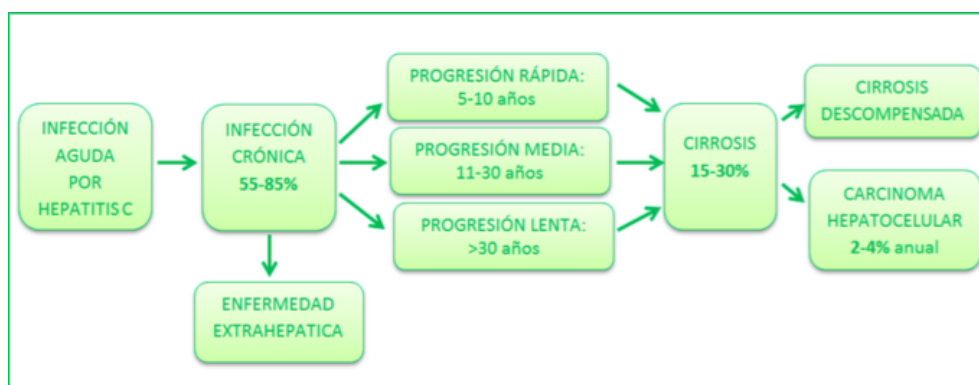 INFECCIÓN
AGUDA
POR
HEPATITIS C
INFECCIÓN
CRÓNICA
55-85%
ENFERMEDAD
EXTRAHEPATICA
PROGRESIÓN RÁPIDA:
5-10 años
PROGRESIÓN MEDIA:
11-30 años
PROGRESIÓN LENTA:
>30 años
CIRROSIS
15-30%
CIRROSIS
DESCOMPENSADA
CARCINOMA
HEPATOCELULAR
2-4% anual